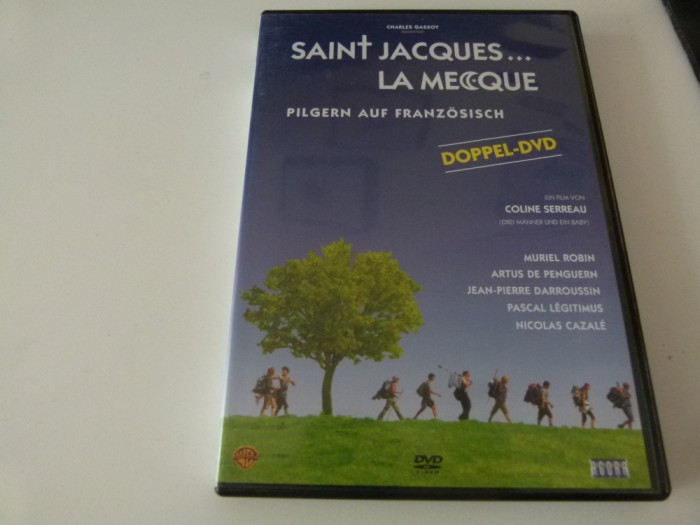 CHARLES GASSOT
SAINT JACQUES...
LA MECQUE
PILGERN AUF FRANZÖSISCH
DOPPEL-DVD
EIN FILM VON
COLINE SERREAU
(DREI MÄNNER UND EIN BABY)
MURIEL ROBIN
ARTUS DE PENGUERN
JEAN-PIERRE DARROUSSIN
PASCAL LÉGITIMUS
NICOLAS CAZALÉ
DVD
VIDEO